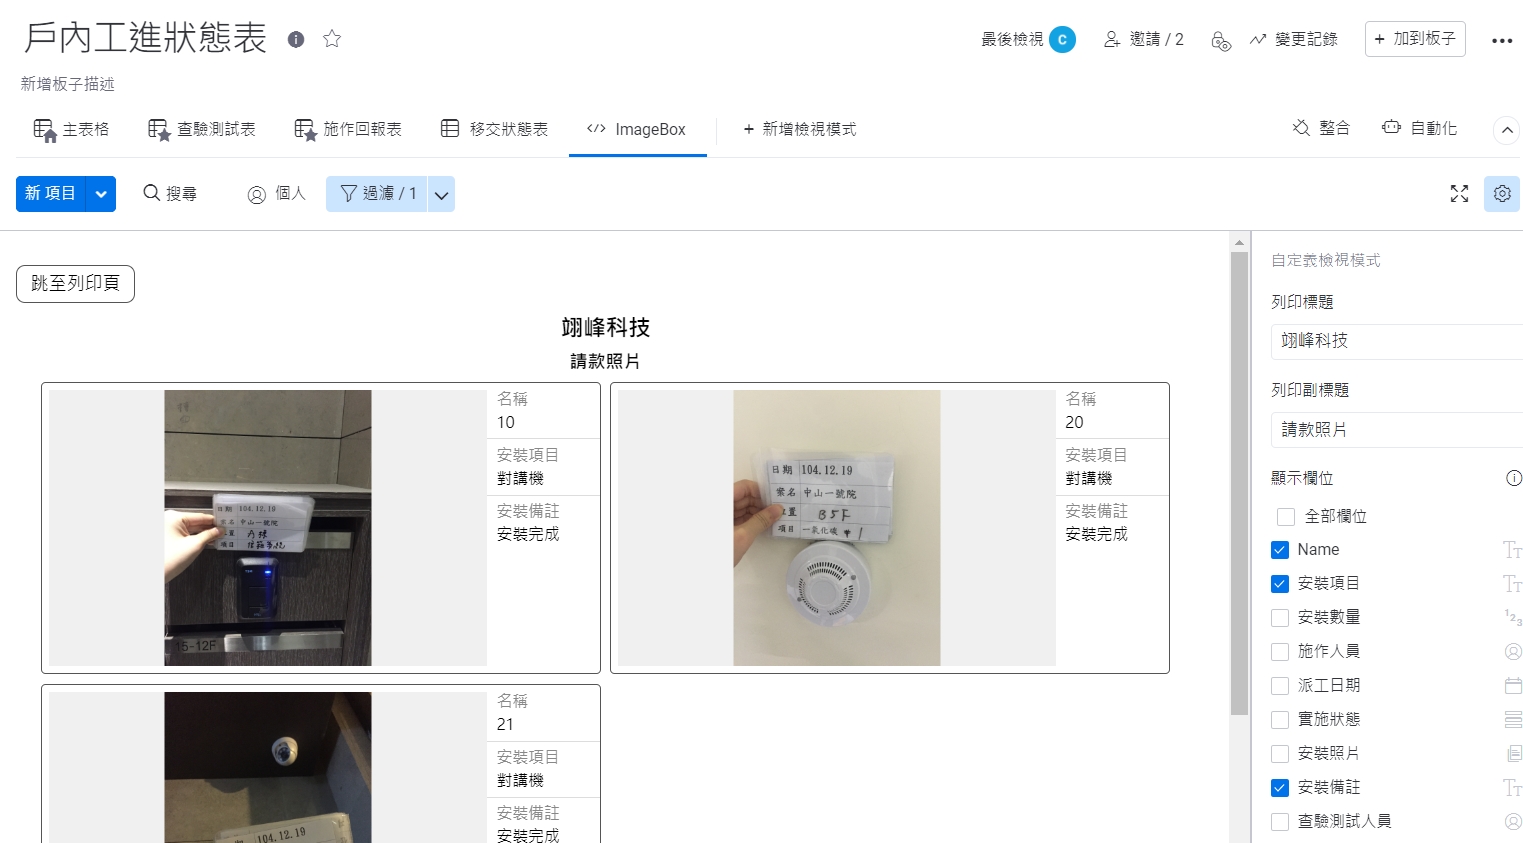 戶內工進狀態表
最後檢視 C
邀請 / 2
變更記錄
+ 加到板子
新增板子描述
主表格
查驗測試表
施作回報表
移交狀態表
ImageBox
+ 新增檢視模式
整合
自動化
新 項目
搜尋
個人
過濾 / 1
跳至列印頁
翊峰科技
請款照片
日期 104.12.19
案名 中山一號院
項目
15-12F
名稱
10
安裝項目
對講機
安裝備註
安裝完成
日期 104.12.19
案名 中山一號院
位置 B5F
項目 一氧化碳
名稱
20
安裝項目
對講機
安裝備註
安裝完成
104.12.19
名稱
21
安裝項目
對講機
安裝備註
安裝完成
自定義檢視模式
列印標題
翊峰科技
列印副標題
請款照片
顯示欄位
全部欄位
Name
安裝項目
安裝數量
施作人員
派工日期
實施狀態
安裝照片
安裝備註
查驗測試人員